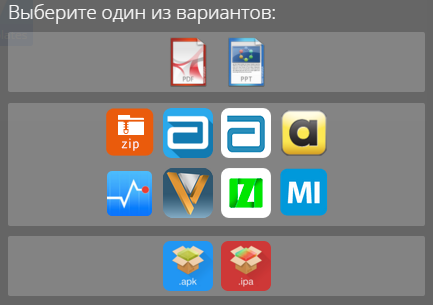 Выберите один из вариантов:
PDF PPT
zip a a a
Z MI
.apk .ipa